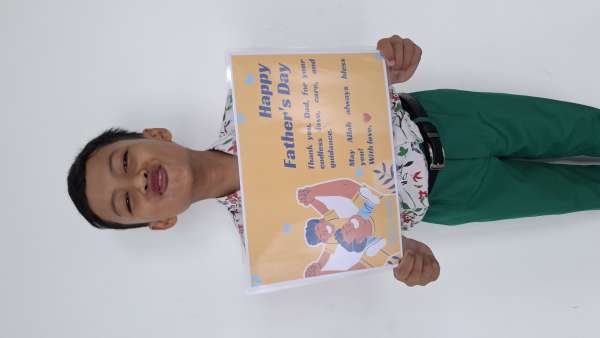 Happy
Father's Day
Thank you, Dad, for your
endless love, care, and
guidance.
May Allah always bless
you!
With love,